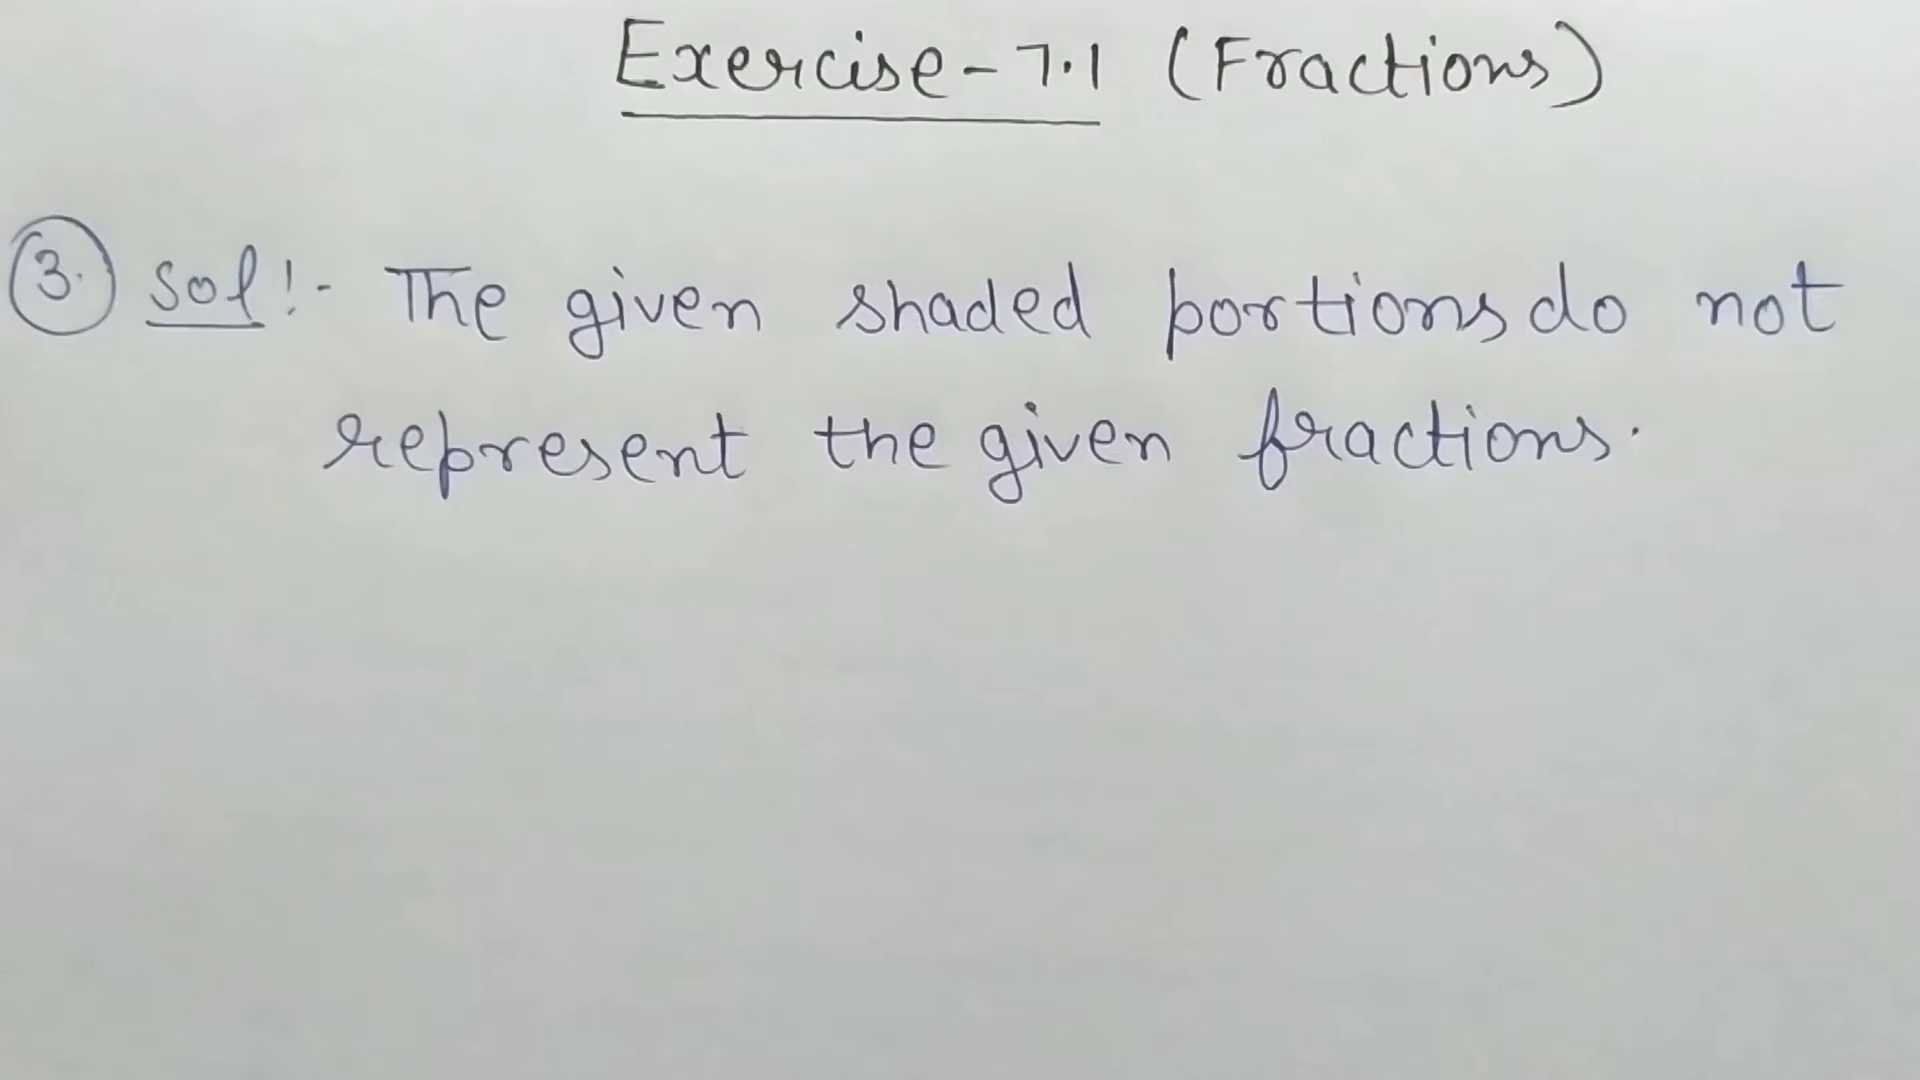 Exercise-7.1 (Fractions)
3. Sol!- The given shaded portions do not
represent the given fractions.